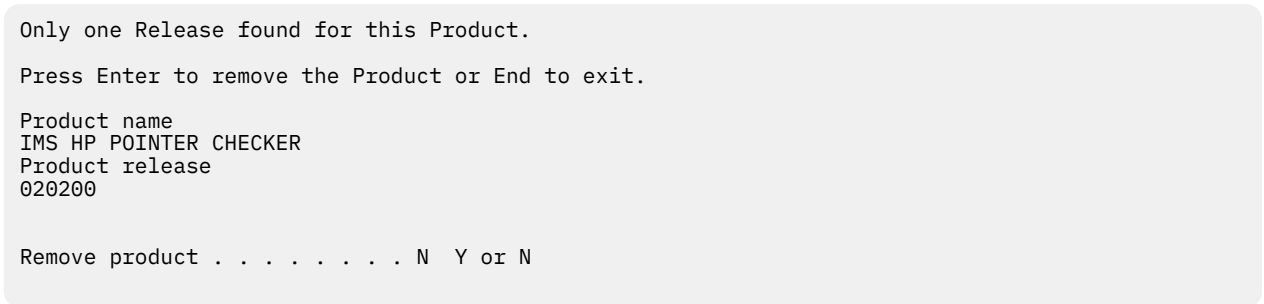 Only one Release found for this Product.
Press Enter to remove the Product or End to exit.
Product name
IMS HP POINTER CHECKER
Product release
020200
Remove product . . . . . . . . N  Y or N